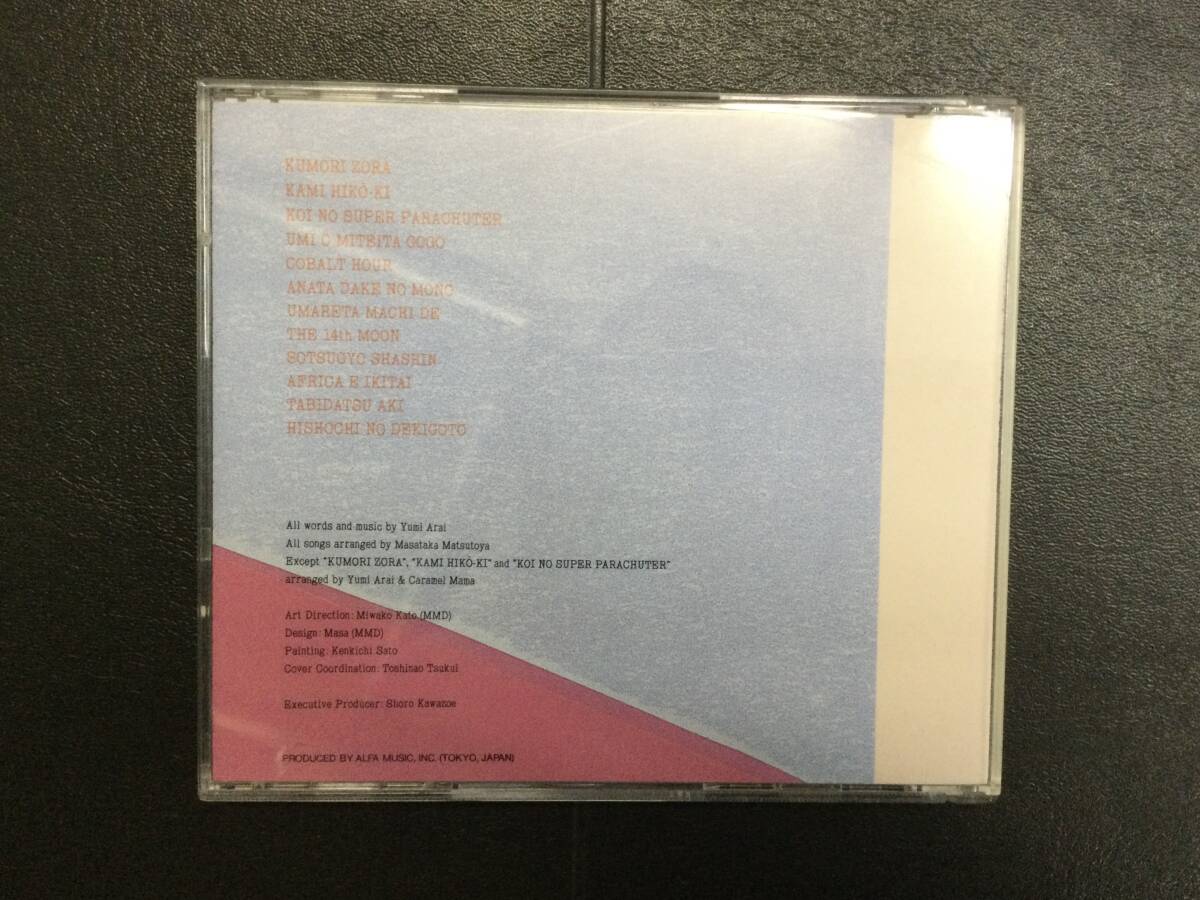 KUMORI ZORA
KAMI HIKŌ-KI
KOI NO SUPER PARACHUTER
UMI O MITEITA GOGO
COBALT HOUR
ANATA DAKE NO MONO
UMARETA MACHI DE
THE 14th MOON
SOTSUGYO SHASHIN
AFRICA E IKITAI
TABIDATSU AKI
HISHOCHI NO DEKIGOTO
All words and music by Yumi Arai
All songs arranged by Masataka Matsutoya
Except "KUMORI ZORA", "KAMI HIKŌ-KI" and "KOI NO SUPER PARACHUTER"
arranged by Yumi Arai & Caramel Mama
Art Direction: Miwako Kato (MMD)
Design: Masa (MMD)
Painting: Kenkichi Sato
Cover Coordination: Toshinao Tsukui
Executive Producer: Shoro Kawazoe
PRODUCED BY ALFA MUSIC, INC. (TOKYO, JAPAN)